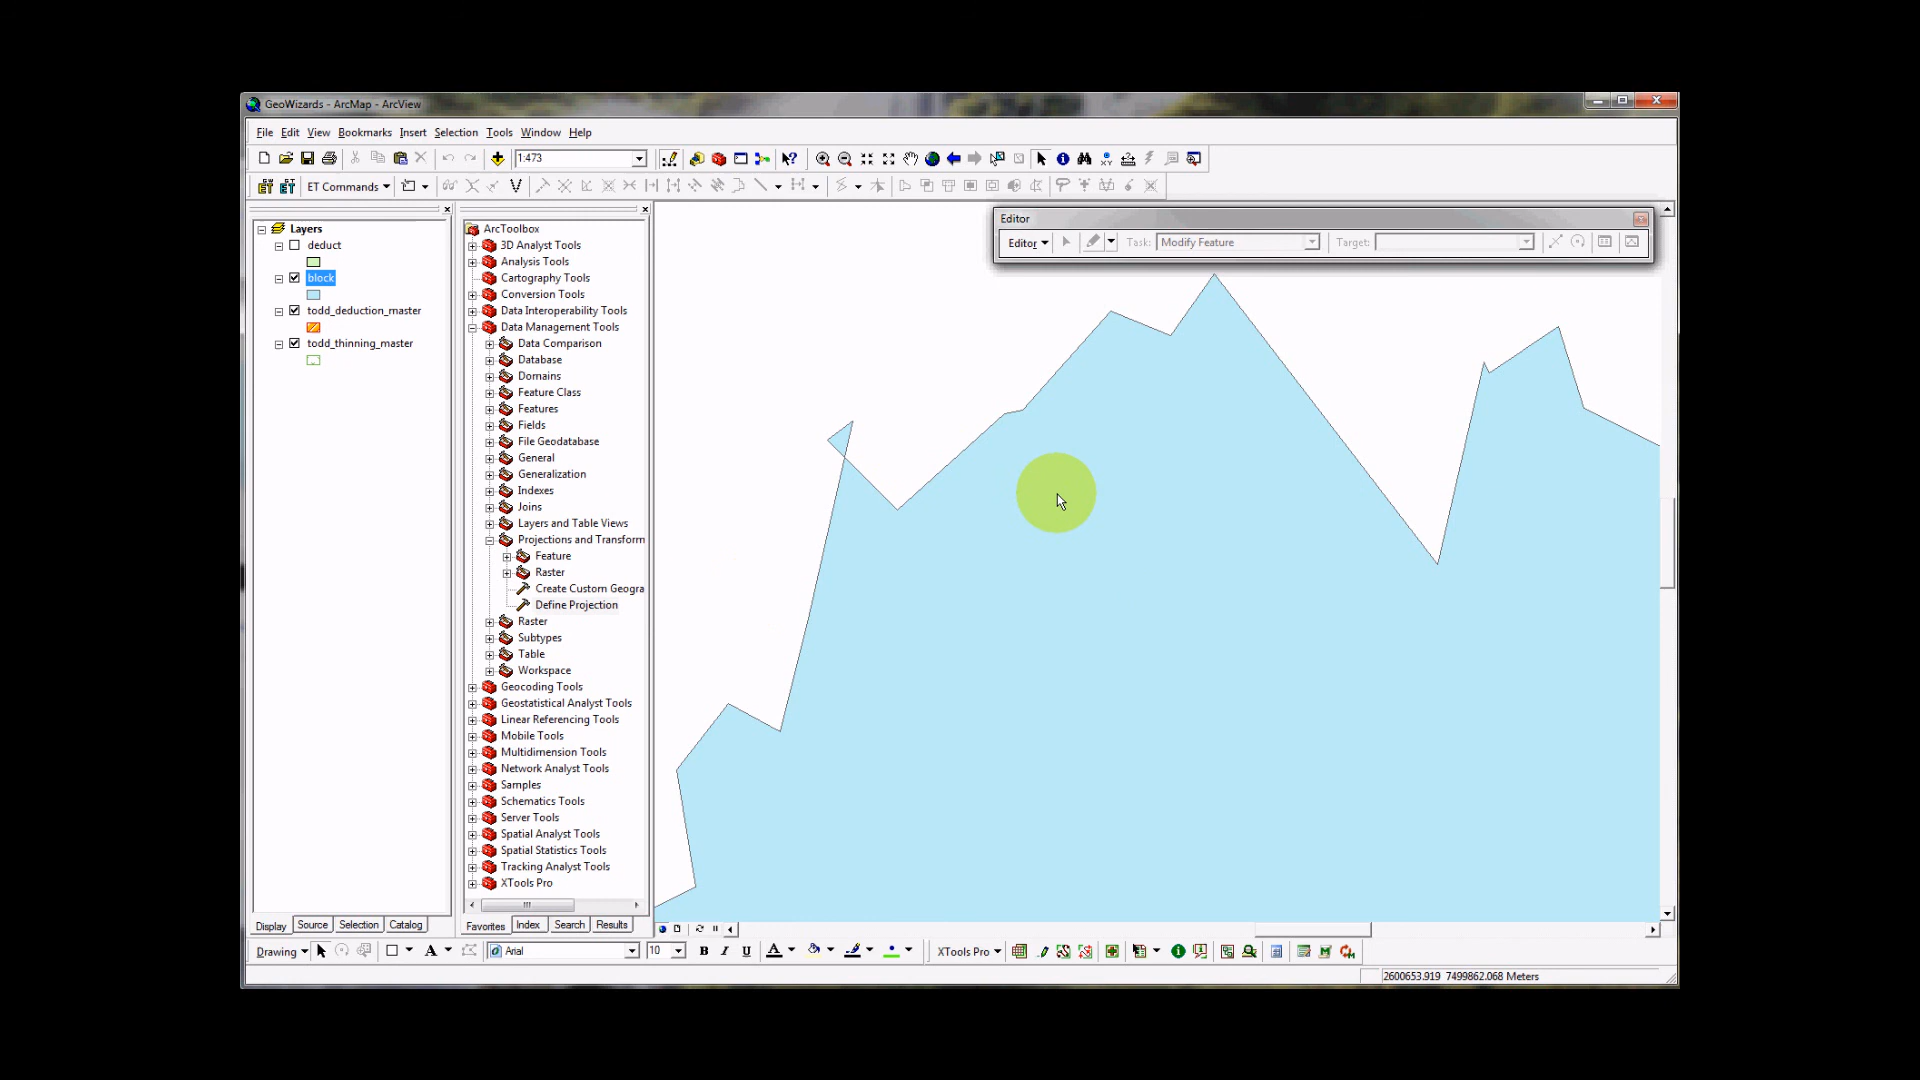 GeoWizards - ArcMap - ArcView
File Edit View Bookmarks Insert Selection Tools Window Help
1:473
ET Commands
Editor
Editor Task: Modify Feature Target:
Layers
deduct
block
todd_deduction_master
todd_thinning_master
Display Source Selection Catalog
ArcToolbox
3D Analyst Tools
Analysis Tools
Cartography Tools
Conversion Tools
Data Interoperability Tools
Data Management Tools
Data Comparison
Database
Domains
Feature Class
Features
Fields
File Geodatabase
General
Generalization
Indexes
Joins
Layers and Table Views
Projections and Transform
Feature
Raster
Create Custom Geogra
Define Projection
Raster
Subtypes
Table
Workspace
Geocoding Tools
Geostatistical Analyst Tools
Linear Referencing Tools
Mobile Tools
Multidimension Tools
Network Analyst Tools
Samples
Schematics Tools
Server Tools
Spatial Analyst Tools
Spatial Statistics Tools
Tracking Analyst Tools
XTools Pro
Favorites Index Search Results
Drawing A Arial 10 B I U A XTools Pro
2600653.919 7499862.068 Meters